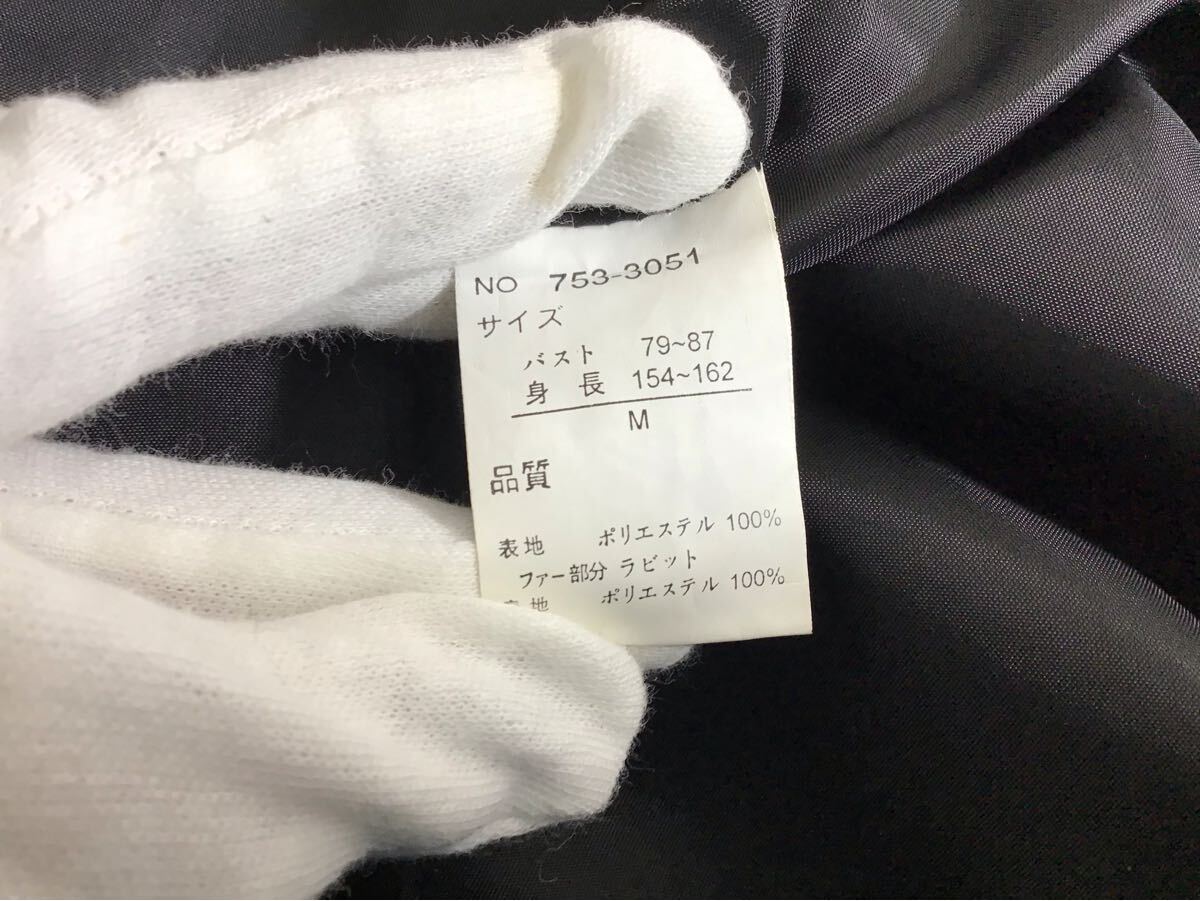 NO 753-3051
サイズ
バスト 79~87
身長 154~162
M
品質
表地 ポリエステル 100%
ファー部分 ラビット
地 ポリエステル 100%